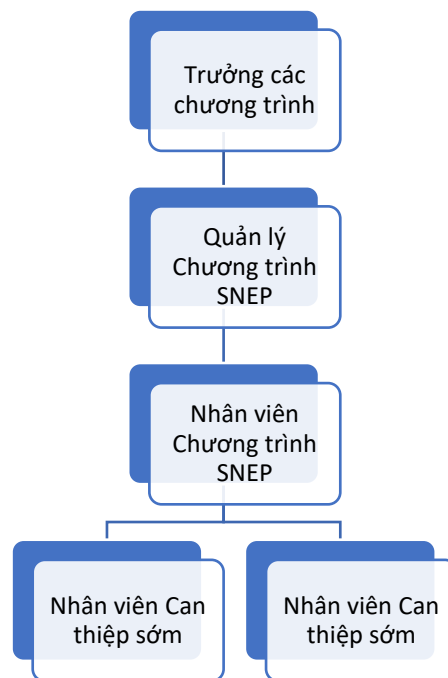 Trưởng các
chương trình
Quản lý
Chương trình
SNEP
Nhân viên
Chương trình
SNEP
Nhân viên Can
thiệp sớm
Nhân viên Can
thiệp sớm